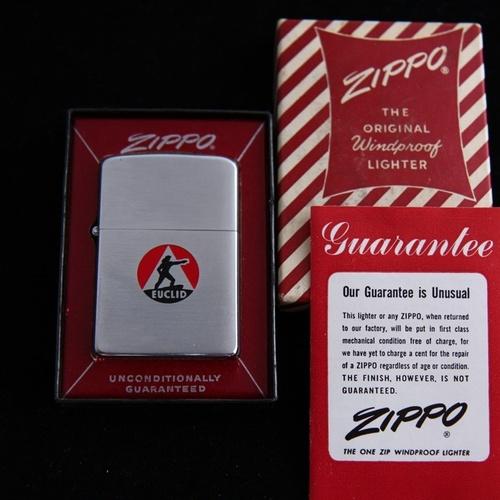 ZIPPO®
THE
ORIGINAL
Windproof
LIGHTER
ZIPPO®
EUCLID
UNCONDITIONALLY
GUARANTEED
Guarantee
Our Guarantee is Unusual
This lighter or any ZIPPO, when returned
to our factory, will be put in first class
mechanical condition free of charge, for
we have yet to charge a cent for the repair
of a ZIPPO regardless of age or condition.
THE FINISH, HOWEVER, IS NOT
GUARANTEED.
ZIPPO®
THE ONE ZIP WINDPROOF LIGHTER